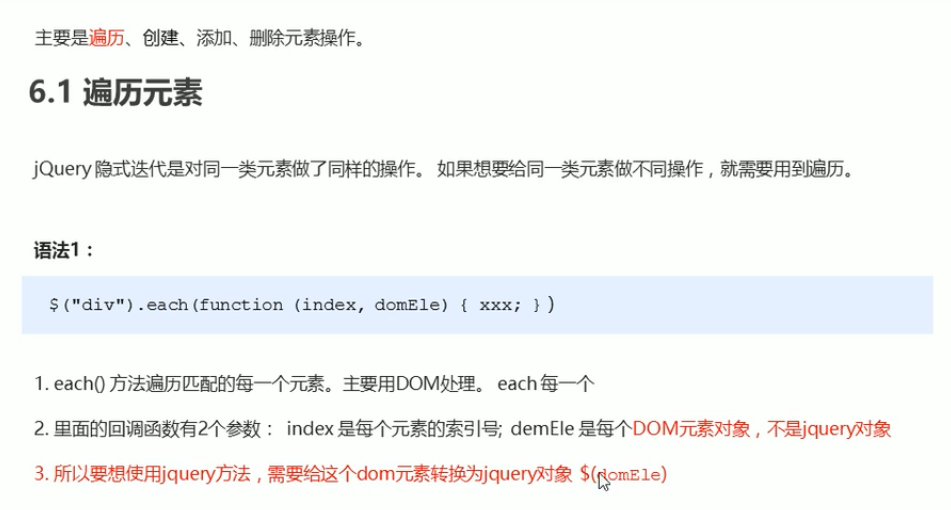 主要是遍历、创建、添加、删除元素操作。
6.1 遍历元素
jQuery 隐式迭代是对同一类元素做了同样的操作。 如果想要给同一类元素做不同操作，就需要用到遍历。
语法1：
$("div").each(function (index, domEle) { xxx; })
1. each() 方法遍历匹配的每一个元素。主要用DOM处理。 each 每一个
2. 里面的回调函数有2个参数： index 是每个元素的索引号; demEle 是每个DOM元素对象，不是jquery对象
3. 所以要想使用jquery方法，需要给这个dom元素转换为jquery对象 $(domEle)